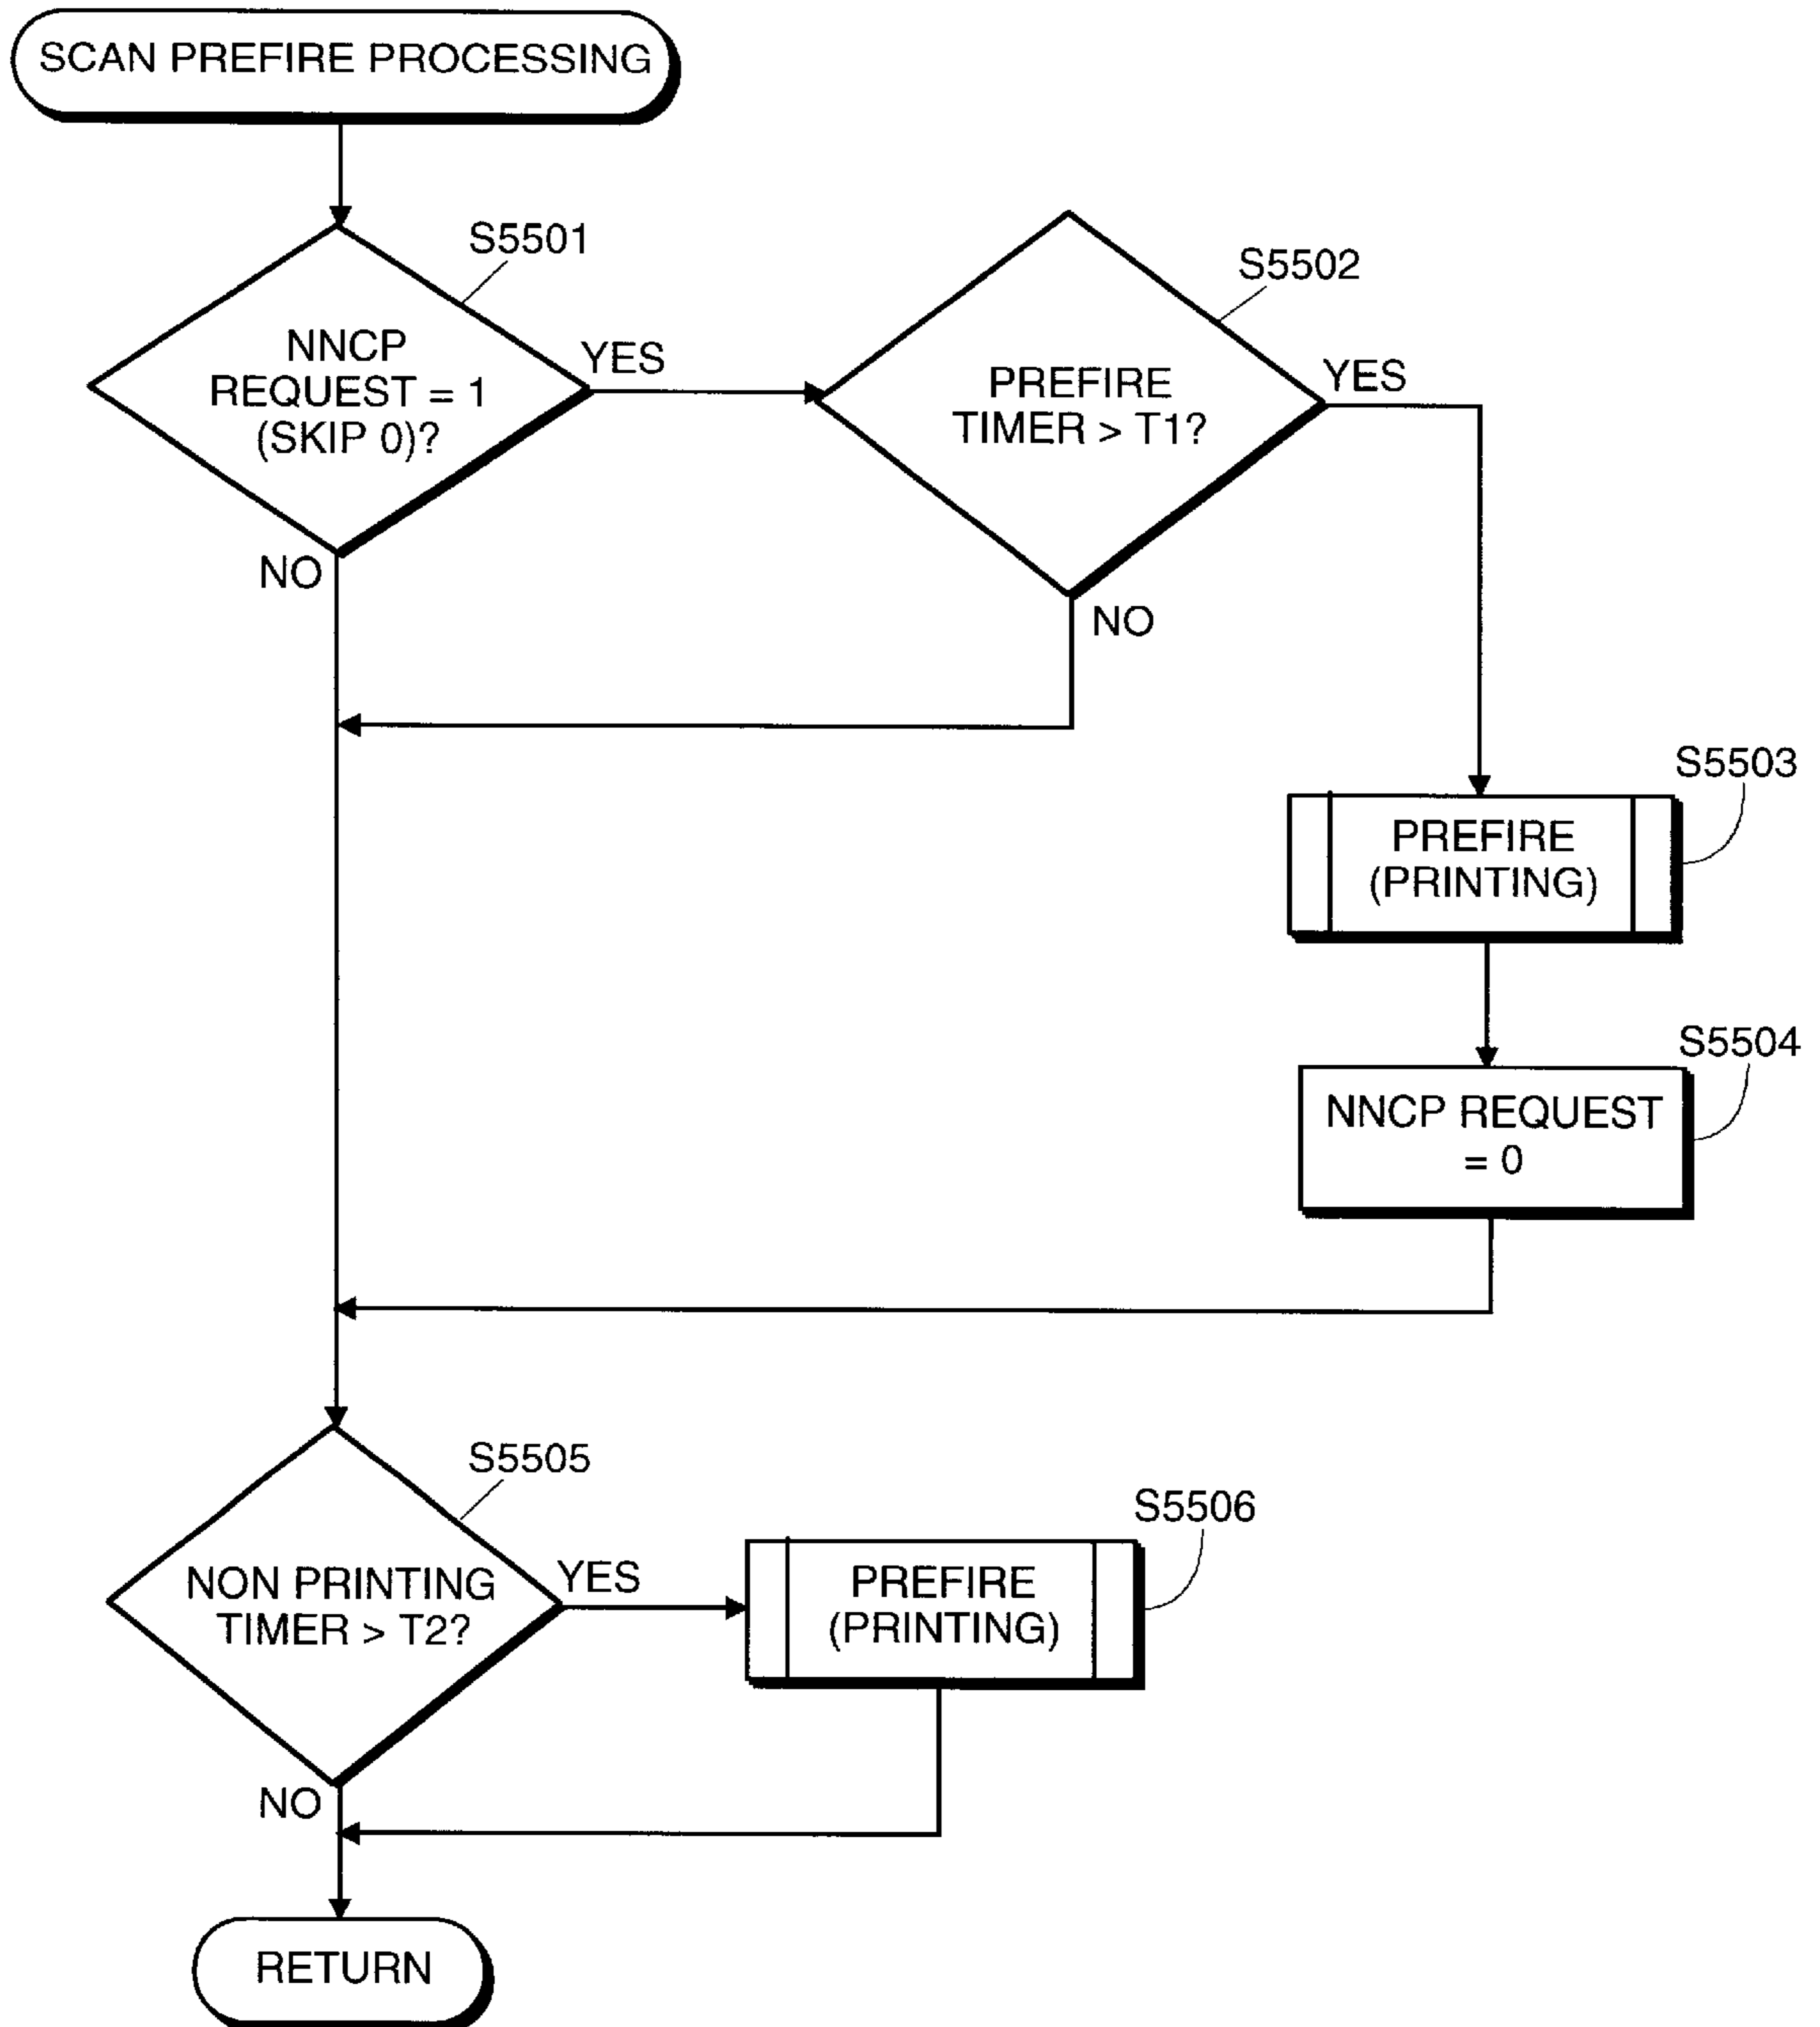 SCAN PREFIRE PROCESSING
S5501
NNCP
REQUEST = 1
(SKIP 0)?
YES
NO
S5502
PREFIRE
TIMER > T1?
YES
NO
S5503
PREFIRE
(PRINTING)
S5504
NNCP REQUEST
= 0
S5505
NON PRINTING
TIMER > T2?
YES
NO
S5506
PREFIRE
(PRINTING)
RETURN